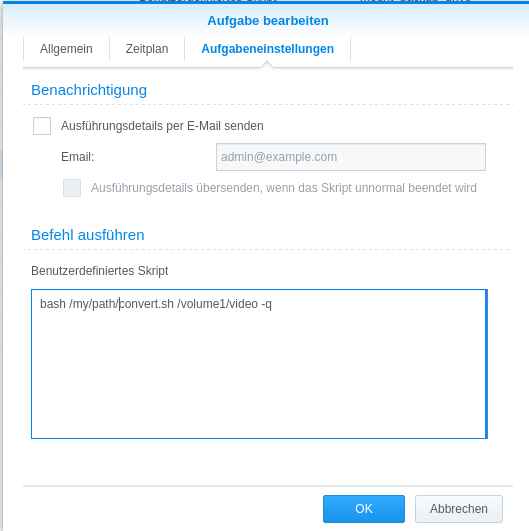 Aufgabe bearbeiten
Allgemein Zeitplan Aufgabeneinstellungen
Benachrichtigung
Ausführungsdetails per E-Mail senden
Email: admin@example.com
Ausführungsdetails übersenden, wenn das Skript unnormal beendet wird
Befehl ausführen
Benutzerdefiniertes Skript
bash /my/path/convert.sh /volume1/video -q
OK Abbrechen